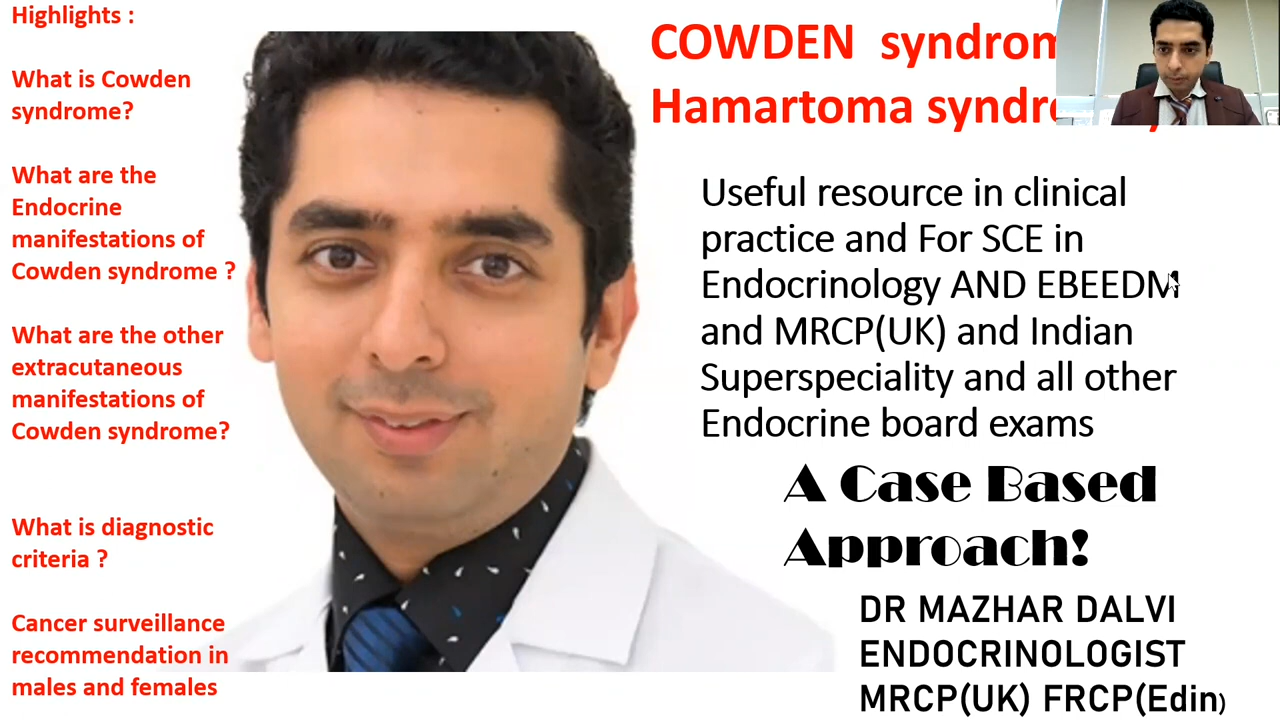 Highlights :
What is Cowden
syndrome?
What are the
Endocrine
manifestations of
Cowden syndrome ?
What are the other
extracutaneous
manifestations of
Cowden syndrome?
What is diagnostic
criteria ?
Cancer surveillance
recommendation in
males and females
COWDEN
Hamartoma
Useful resource in clinical
practice and For SCE in
Endocrinology AND EBEEDM
and MRCP(UK) and Indian
Superspeciality and all other
Endocrine board exams
A Case Based
Approach!
DR MAZHAR DALVI
ENDOCRINOLOGIST
MRCP(UK) FRCP(Edin)